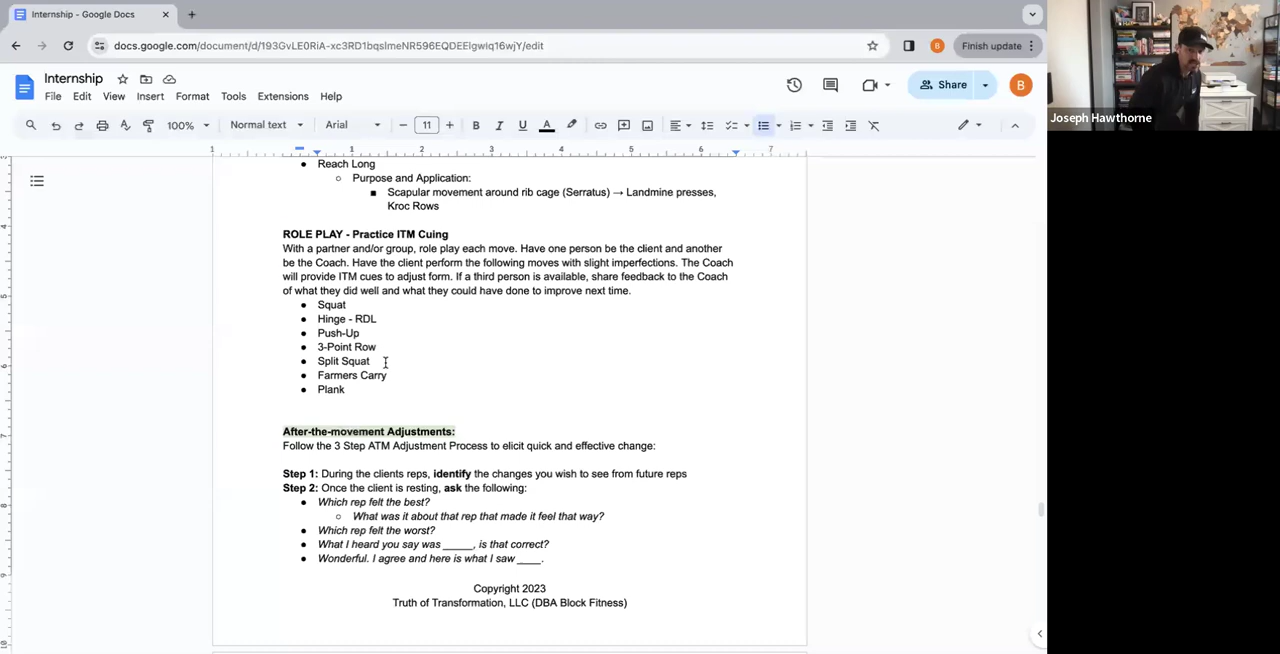 Internship - Google Docs
docs.google.com/document/d/193GvLE0RiA-xc3RD1bqsImeNR596EQDEEIgwIq16wjY/edit
B
Finish update
Internship
File Edit View Insert Format Tools Extensions Help
Share
B
100% Normal text Arial 11 B I U A
1 1 2 3 4 5 6 7
Reach Long
Purpose and Application:
Scapular movement around rib cage (Serratus) → Landmine presses,
Kroc Rows
ROLE PLAY - Practice ITM Cuing
With a partner and/or group, role play each move. Have one person be the client and another
be the Coach. Have the client perform the following moves with slight imperfections. The Coach
will provide ITM cues to adjust form. If a third person is available, share feedback to the Coach
of what they did well and what they could have done to improve next time.
Squat
Hinge - RDL
Push-Up
3-Point Row
Split Squat
Farmers Carry
Plank
After-the-movement Adjustments:
Follow the 3 Step ATM Adjustment Process to elicit quick and effective change:
Step 1: During the clients reps, identify the changes you wish to see from future reps
Step 2: Once the client is resting, ask the following:
Which rep felt the best?
What was it about that rep that made it feel that way?
Which rep felt the worst?
What I heard you say was _____, is that correct?
Wonderful. I agree and here is what I saw ____.
Copyright 2023
Truth of Transformation, LLC (DBA Block Fitness)
Joseph Hawthorne